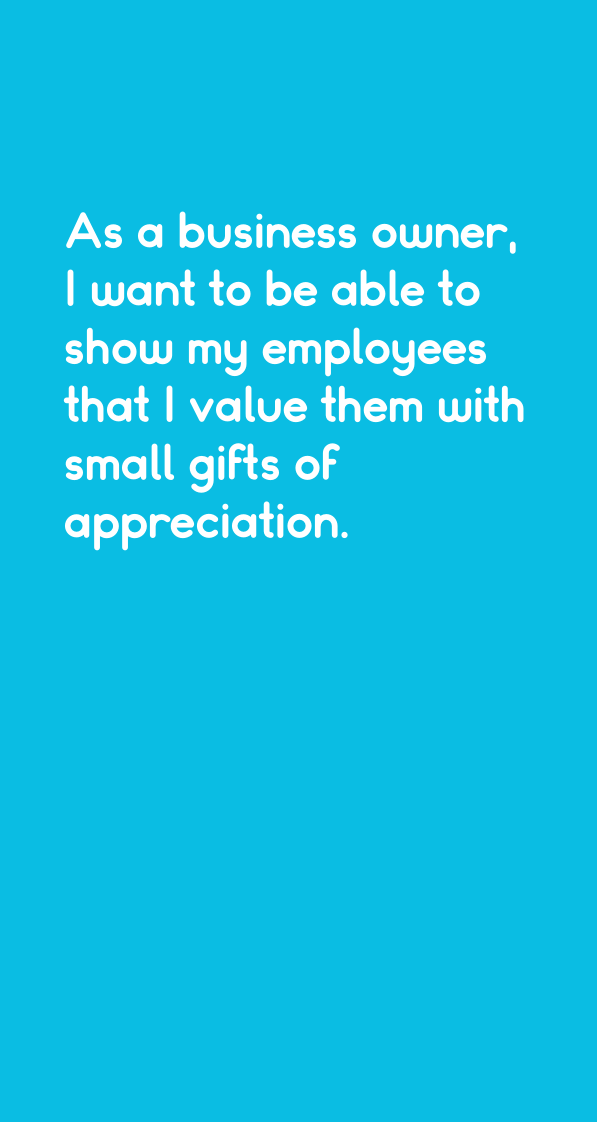 As a business owner,
I want to be able to
show my employees
that I value them with
small gifts of
appreciation.